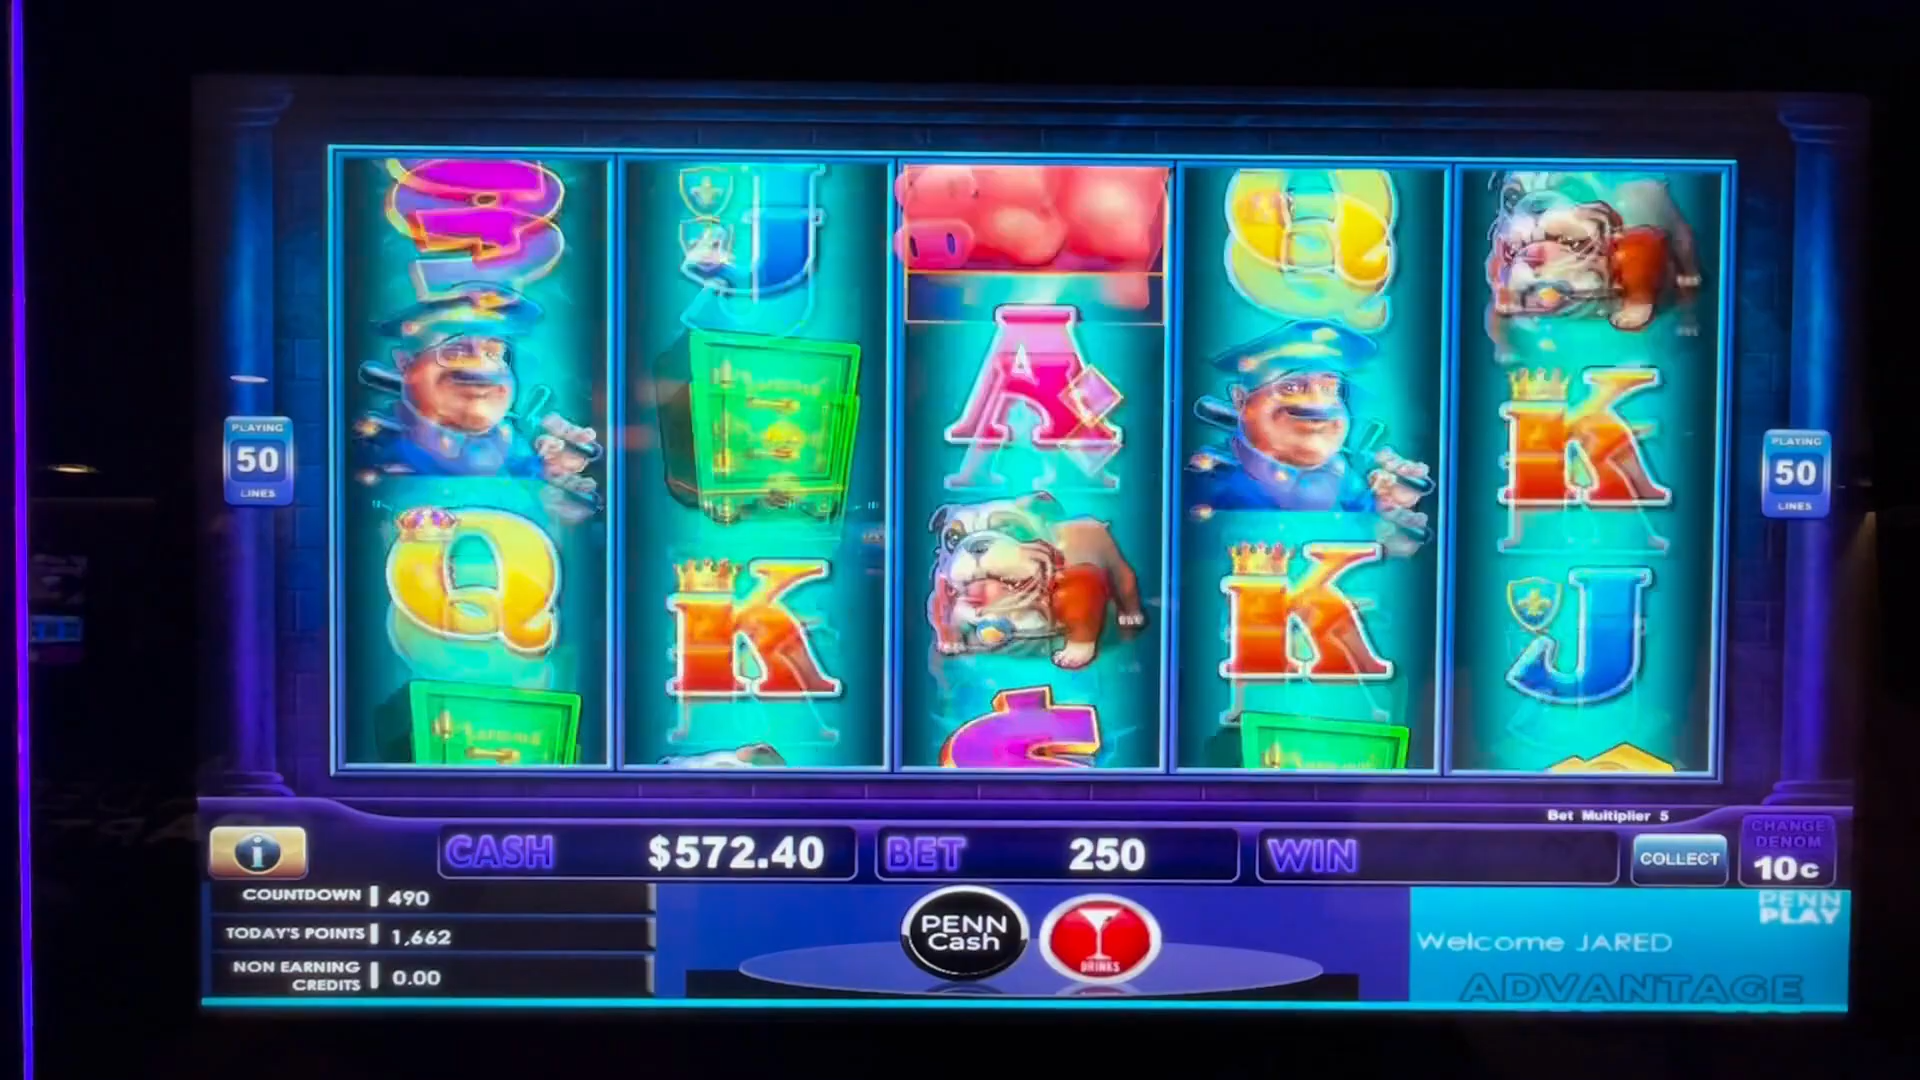 Q
J
Q
A
K
PLAYING
50
LINES
PLAYING
50
LINES
Q
K
K
J
$
Bet Multiplier 5
i
CASH $572.40
BET 250
WIN
COLLECT
CHANGE
DENOM
10¢
COUNTDOWN 490
TODAY'S POINTS 1,662
NON EARNING
CREDITS 0.00
PENN
Cash
DRINKS
PENN
PLAY
Welcome JARED
ADVANTAGE